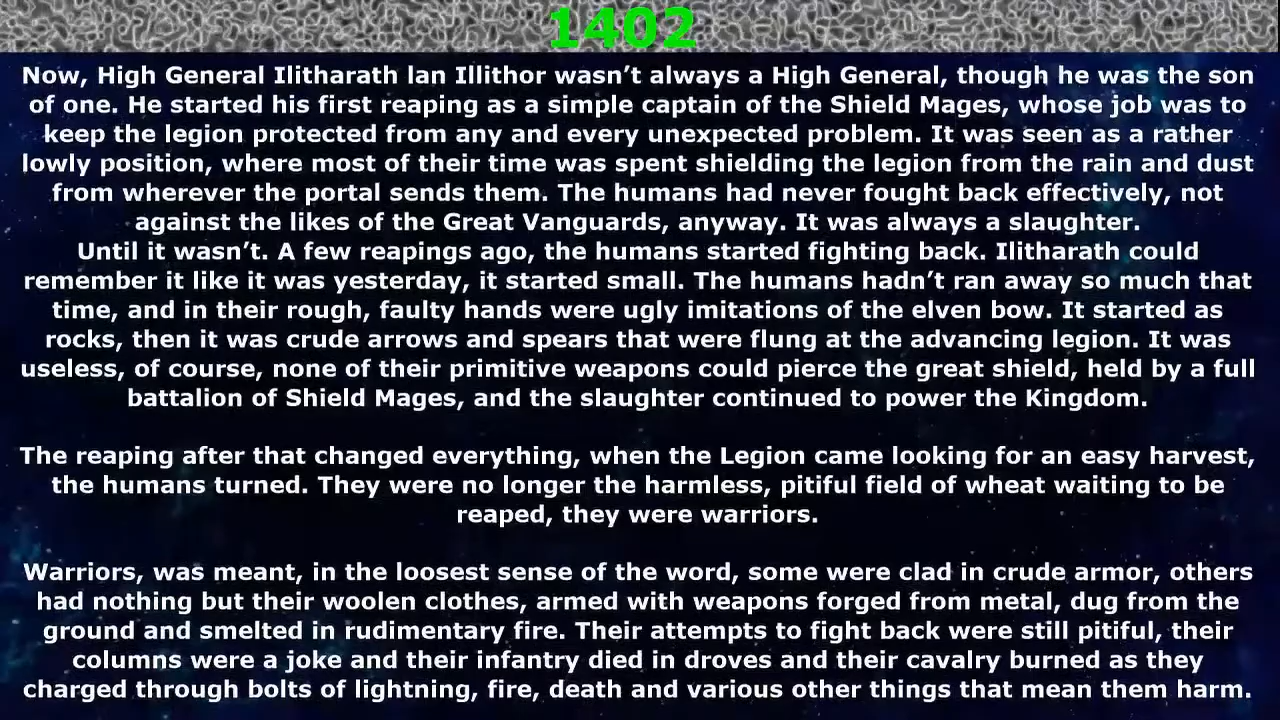 1402
Now, High General Ilitharath lan Illithor wasn’t always a High General, though he was the son
of one. He started his first reaping as a simple captain of the Shield Mages, whose job was to
keep the legion protected from any and every unexpected problem. It was seen as a rather
lowly position, where most of their time was spent shielding the legion from the rain and dust
from wherever the portal sends them. The humans had never fought back effectively, not
against the likes of the Great Vanguards, anyway. It was always a slaughter.
Until it wasn’t. A few reapings ago, the humans started fighting back. Ilitharath could
remember it like it was yesterday, it started small. The humans hadn’t ran away so much that
time, and in their rough, faulty hands were ugly imitations of the elven bow. It started as
rocks, then it was crude arrows and spears that were flung at the advancing legion. It was
useless, of course, none of their primitive weapons could pierce the great shield, held by a full
battalion of Shield Mages, and the slaughter continued to power the Kingdom.
The reaping after that changed everything, when the Legion came looking for an easy harvest,
the humans turned. They were no longer the harmless, pitiful field of wheat waiting to be
reaped, they were warriors.
Warriors, was meant, in the loosest sense of the word, some were clad in crude armor, others
had nothing but their woolen clothes, armed with weapons forged from metal, dug from the
ground and smelted in rudimentary fire. Their attempts to fight back were still pitiful, their
columns were a joke and their infantry died in droves and their cavalry burned as they
charged through bolts of lightning, fire, death and various other things that mean them harm.